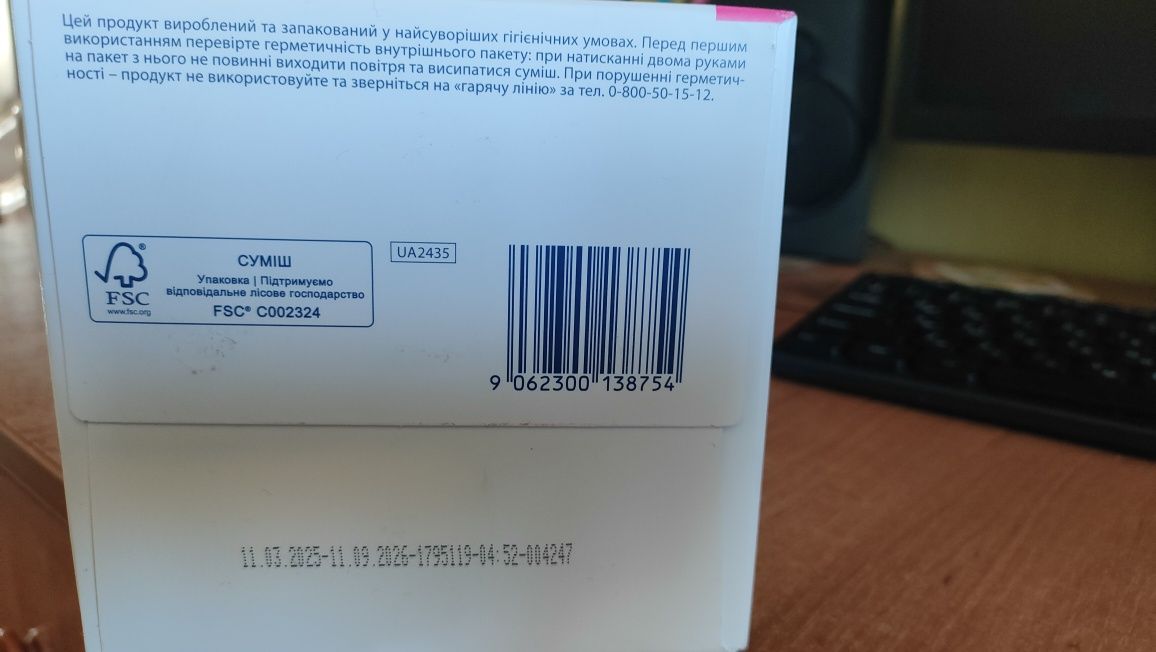 Цей продукт вироблений та запакований у найсуворіших гігієнічних умовах. Перед першим
використанням перевірте герметичність внутрішнього пакету: при натисканні двома руками
на пакет з нього не повинні виходити повітря та висипатися суміш. При порушенні герметич-
ності – продукт не використовуйте та зверніться на «гарячу лінію» за тел. 0-800-50-15-12.
®
FSC
www.fsc.org
СУМІШ
Упаковка | Підтримуємо
відповідальне лісове господарство
FSC® C002324
UA2435
9 062300 138754
11.03.2025-11.09.2026-1795119-04:52-004247